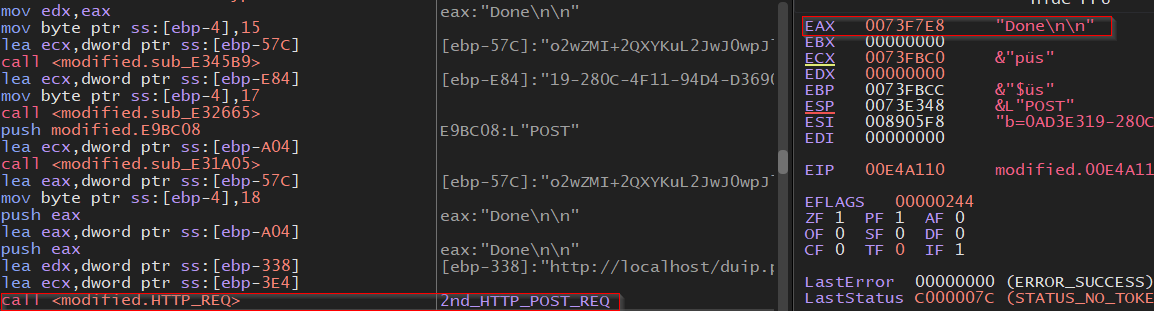 mov edx,eax eax:"Done\n\n"
mov byte ptr ss:[ebp-4],15
lea ecx,dword ptr ss:[ebp-57C] [ebp-57C]:"o2wZMI+2QXYKuL2JwJ0wpJ
call <modified.sub_E345B9>
lea ecx,dword ptr ss:[ebp-E84] [ebp-E84]:"19-280C-4F11-94D4-D369
mov byte ptr ss:[ebp-4],17
call <modified.sub_E32665>
push modified.E9BC08 E9BC08:L"POST"
lea ecx,dword ptr ss:[ebp-A04]
call <modified.sub_E31A05>
lea eax,dword ptr ss:[ebp-57C] [ebp-57C]:"o2wZMI+2QXYKuL2JwJ0wpJ
mov byte ptr ss:[ebp-4],18
push eax eax:"Done\n\n"
lea eax,dword ptr ss:[ebp-A04]
push eax eax:"Done\n\n"
lea edx,dword ptr ss:[ebp-338] [ebp-338]:"http://localhost/duip.p
lea ecx,dword ptr ss:[ebp-3E4]
call <modified.HTTP_REQ> 2nd_HTTP_POST_REQ
EAX 0073F7E8 "Done\n\n"
EBX 00000000
ECX 0073FBC0 &"püs"
EDX 00000000
EBP 0073FBCC &"$üs"
ESP 0073E348 &L"POST"
ESI 008905F8 "b=0AD3E319-280C
EDI 00000000
EIP 00E4A110 modified.00E4A11
EFLAGS 00000244
ZF 1 PF 1 AF 0
OF 0 SF 0 DF 0
CF 0 TF 0 IF 1
LastError 00000000 (ERROR_SUCCESS)
LastStatus C000007C (STATUS_NO_TOKE